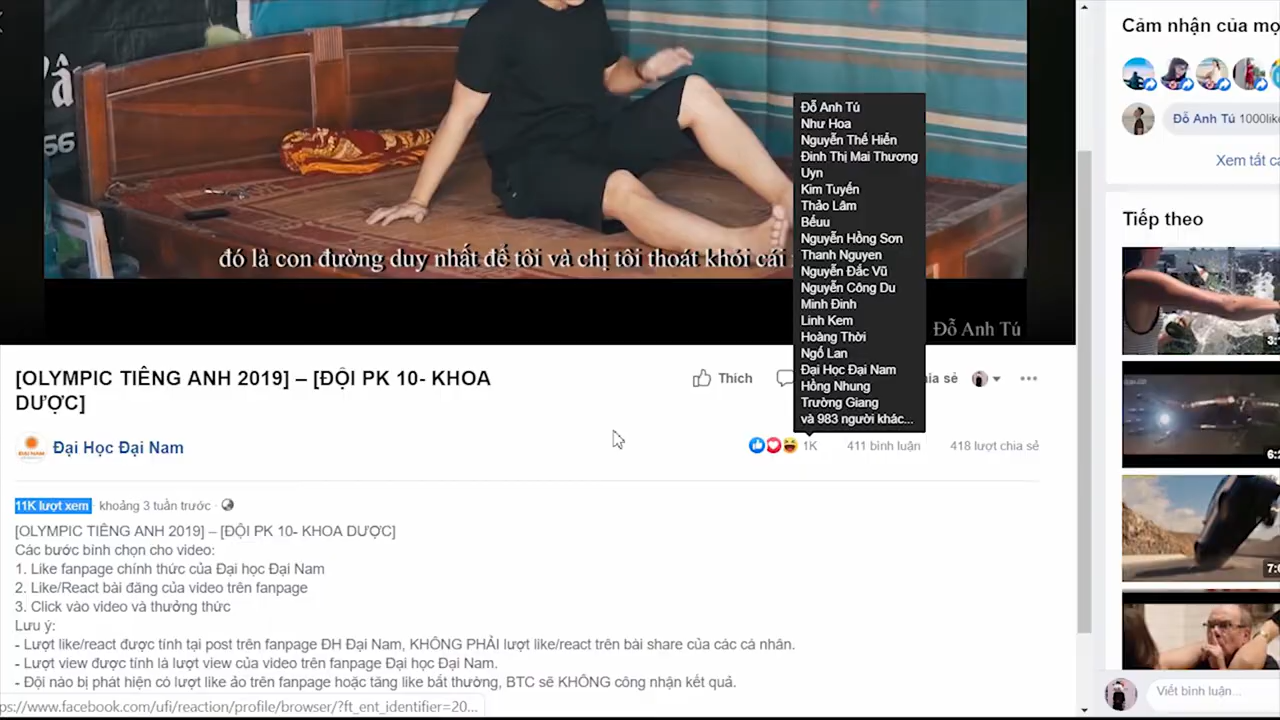 đó là con đường duy nhất để tôi và chị tôi thoát khỏi cái
Đỗ Anh Tú
Đỗ Anh Tú
Như Hoa
Nguyễn Thế Hiển
Đinh Thị Mai Thương
Uyn
Kim Tuyến
Thảo Lâm
Bếuu
Nguyễn Hồng Sơn
Thanh Nguyen
Nguyễn Đắc Vũ
Nguyễn Công Du
Minh Đinh
Linh Kem
Hoàng Thời
Ngố Lan
Đại Học Đại Nam
Hồng Nhung
Trường Giang
và 983 người khác...
[OLYMPIC TIẾNG ANH 2019] – [ĐỘI PK 10- KHOA
DƯỢC]
Thích
sẻ
Đại Học Đại Nam
1K 411 bình luận 418 lượt chia sẻ
11K lượt xem · khoảng 3 tuần trước ·
[OLYMPIC TIẾNG ANH 2019] – [ĐỘI PK 10- KHOA DƯỢC]
Các bước bình chọn cho video:
1. Like fanpage chính thức của Đại học Đại Nam
2. Like/React bài đăng của video trên fanpage
3. Click vào video và thưởng thức
Lưu ý:
- Lượt like/react được tính tại post trên fanpage ĐH Đại Nam, KHÔNG PHẢI lượt like/react trên bài share của các cá nhân.
- Lượt view được tính là lượt view của video trên fanpage Đại học Đại Nam.
- Đội nào bị phát hiện có lượt like ảo trên fanpage hoặc tăng like bất thường, BTC sẽ KHÔNG công nhận kết quả.
ps://www.facebook.com/ufi/reaction/profile/browser/?ft_ent_identifier=20...
Cảm nhận của mọ
Đỗ Anh Tú 1000like
Xem tất cả
Tiếp theo
Viết bình luận...